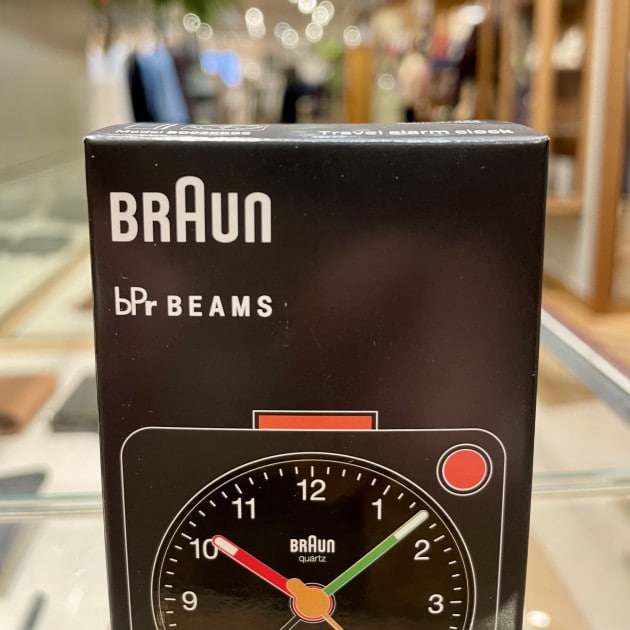 Travel alarm clock
BRAUN
bPr BEAMS
12
11
1
10
BRAUN
quartz
2
9
3